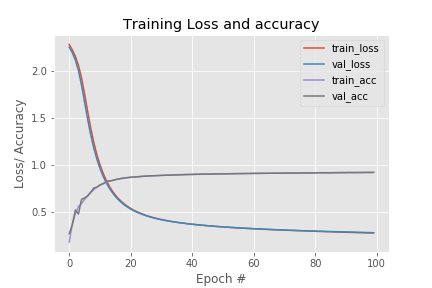 Training Loss and accuracy
train_loss
val_loss
train_acc
val_acc
2.0
1.5
1.0
0.5
Loss/ Accuracy
0 20 40 60 80 100
Epoch #